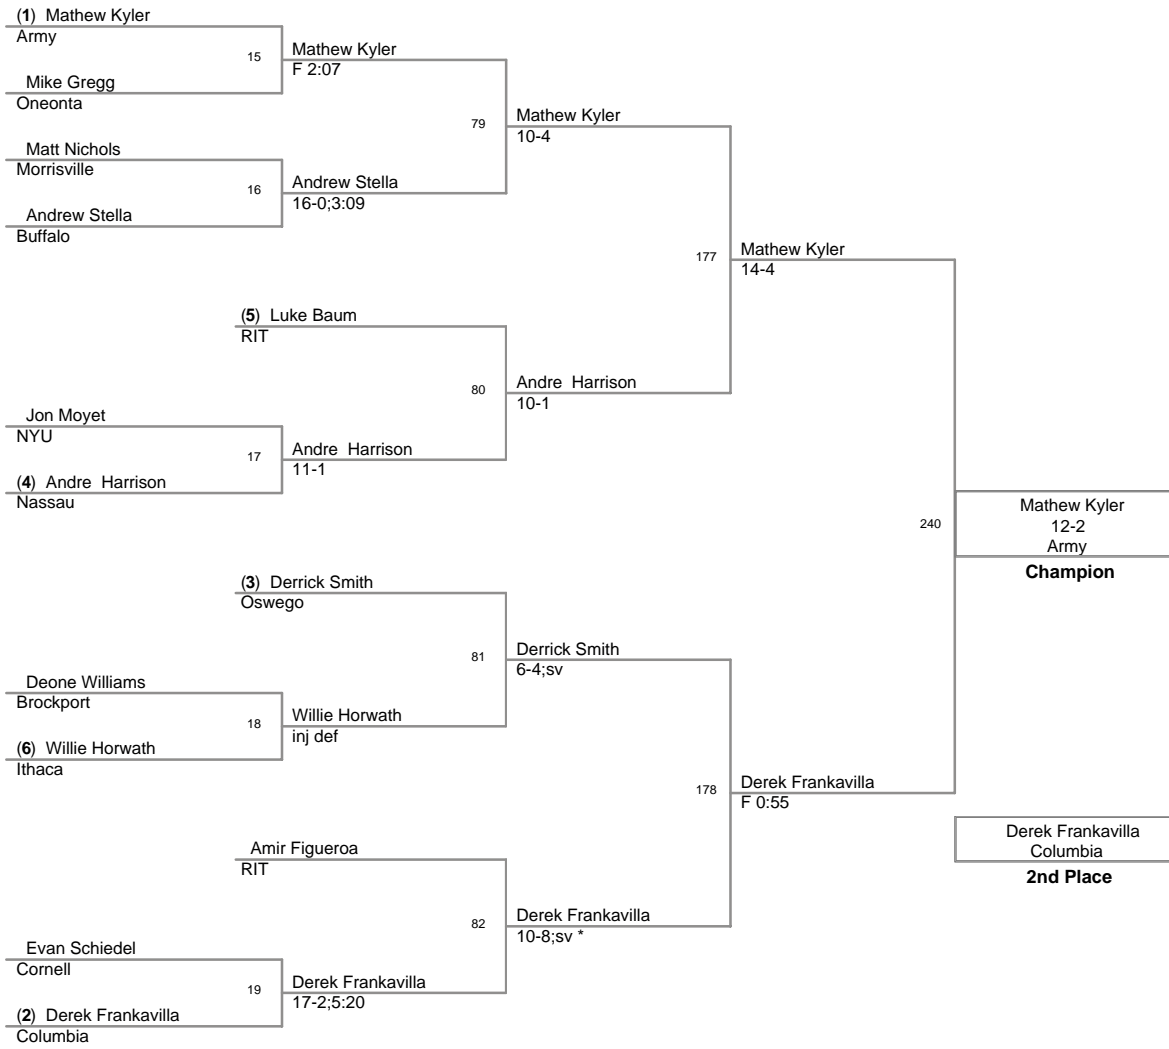 (1) Mathew Kyler
Army
15
Mathew Kyler
F 2:07
Mike Gregg
Oneonta
79
Mathew Kyler
10-4
Matt Nichols
Morrisville
16
Andrew Stella
16-0;3:09
Andrew Stella
Buffalo
177
Mathew Kyler
14-4
(5) Luke Baum
RIT
80
Andre  Harrison
10-1
Jon Moyet
NYU
17
Andre  Harrison
11-1
(4) Andre  Harrison
Nassau
240
Mathew Kyler
12-2
Army
Champion
(3) Derrick Smith
Oswego
81
Derrick Smith
6-4;sv
Deone Williams
Brockport
18
Willie Horwath
inj def
(6) Willie Horwath
Ithaca
178
Derek Frankavilla
F 0:55
Derek Frankavilla
Columbia
2nd Place
Amir Figueroa
RIT
82
Derek Frankavilla
10-8;sv *
Evan Schiedel
Cornell
19
Derek Frankavilla
17-2;5:20
(2) Derek Frankavilla
Columbia